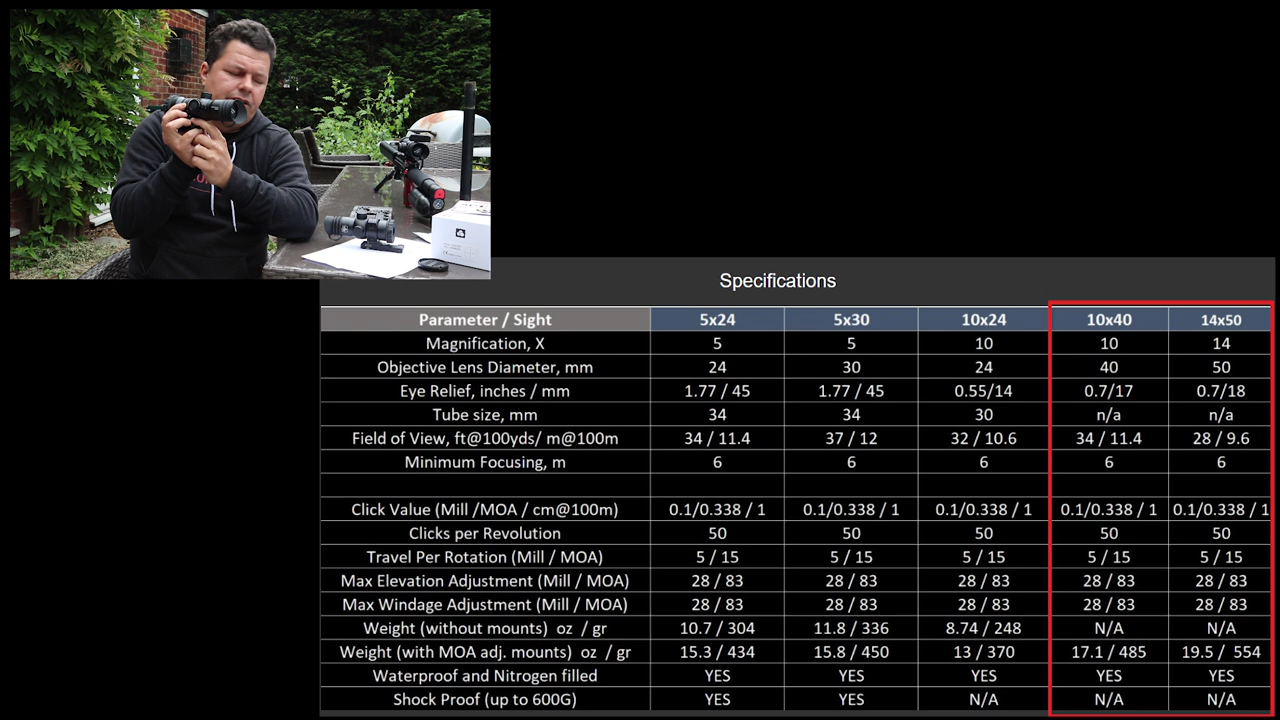 Specifications
Parameter / Sight 5x24 5x30 10x24 10x40 14x50
Magnification, X 5 5 10 10 14
Objective Lens Diameter, mm 24 30 24 40 50
Eye Relief, inches / mm 1.77 / 45 1.77 / 45 0.55/14 0.7/17 0.7/18
Tube size, mm 34 34 30 n/a n/a
Field of View, ft@100yds/ m@100m 34 / 11.4 37 / 12 32 / 10.6 34 / 11.4 28 / 9.6
Minimum Focusing, m 6 6 6 6 6
Click Value (Mill /MOA / cm@100m) 0.1/0.338 / 1 0.1/0.338 / 1 0.1/0.338 / 1 0.1/0.338 / 1 0.1/0.338 / 1
Clicks per Revolution 50 50 50 50 50
Travel Per Rotation (Mill / MOA) 5 / 15 5 / 15 5 / 15 5 / 15 5 / 15
Max Elevation Adjustment (Mill / MOA) 28 / 83 28 / 83 28 / 83 28 / 83 28 / 83
Max Windage Adjustment (Mill / MOA) 28 / 83 28 / 83 28 / 83 28 / 83 28 / 83
Weight (without mounts) oz / gr 10.7 / 304 11.8 / 336 8.74 / 248 N/A N/A
Weight (with MOA adj. mounts) oz / gr 15.3 / 434 15.8 / 450 13 / 370 17.1 / 485 19.5 / 554
Waterproof and Nitrogen filled YES YES YES YES YES
Shock Proof (up to 600G) YES YES N/A N/A N/A